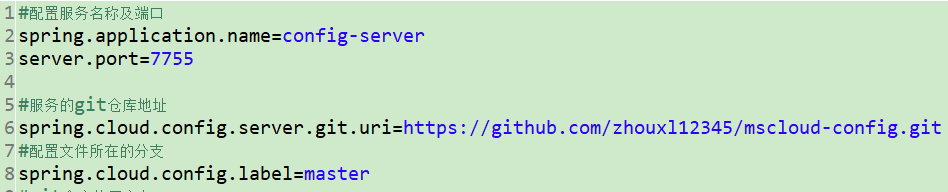 1 #配置服务名称及端口
2 spring.application.name=config-server
3 server.port=7755
4
5 #服务的git仓库地址
6 spring.cloud.config.server.git.uri=https://github.com/zhouxl12345/mscloud-config.git
7 #配置文件所在的分支
8 spring.cloud.config.label=master